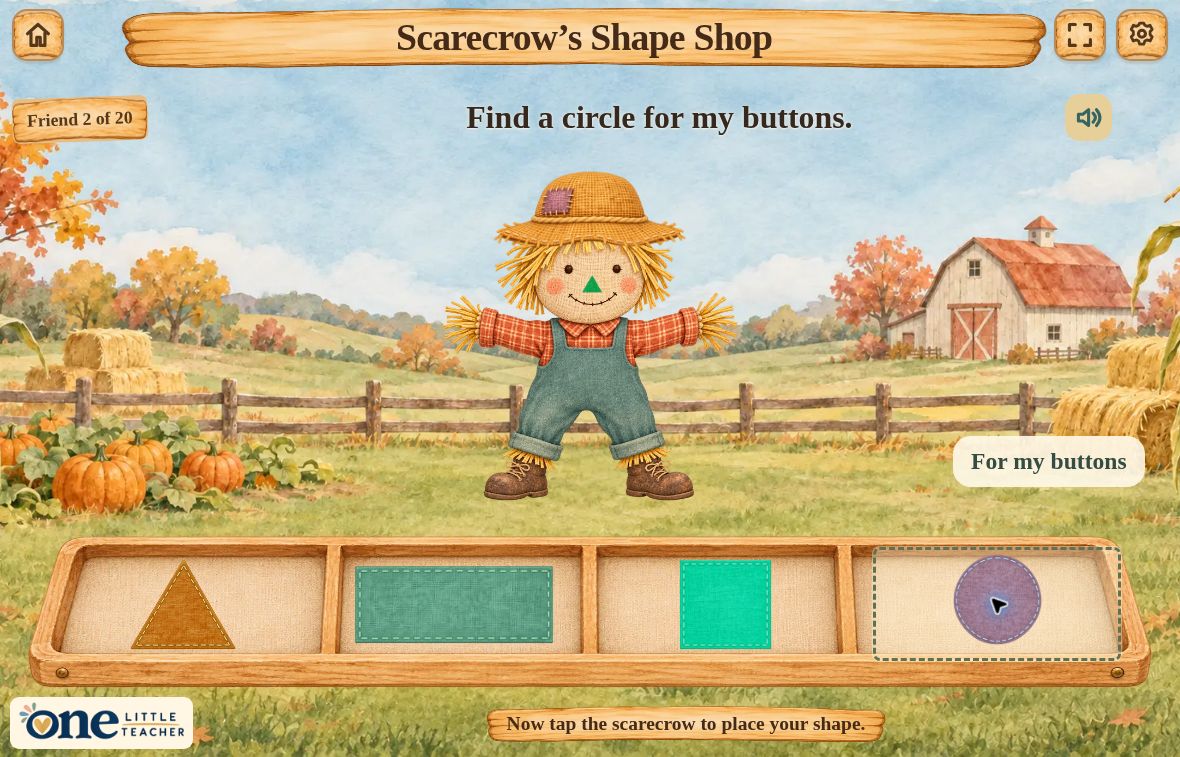 Scarecrow’s Shape Shop
Friend 2 of 20
Find a circle for my buttons.
For my buttons
one LITTLE TEACHER
Now tap the scarecrow to place your shape.